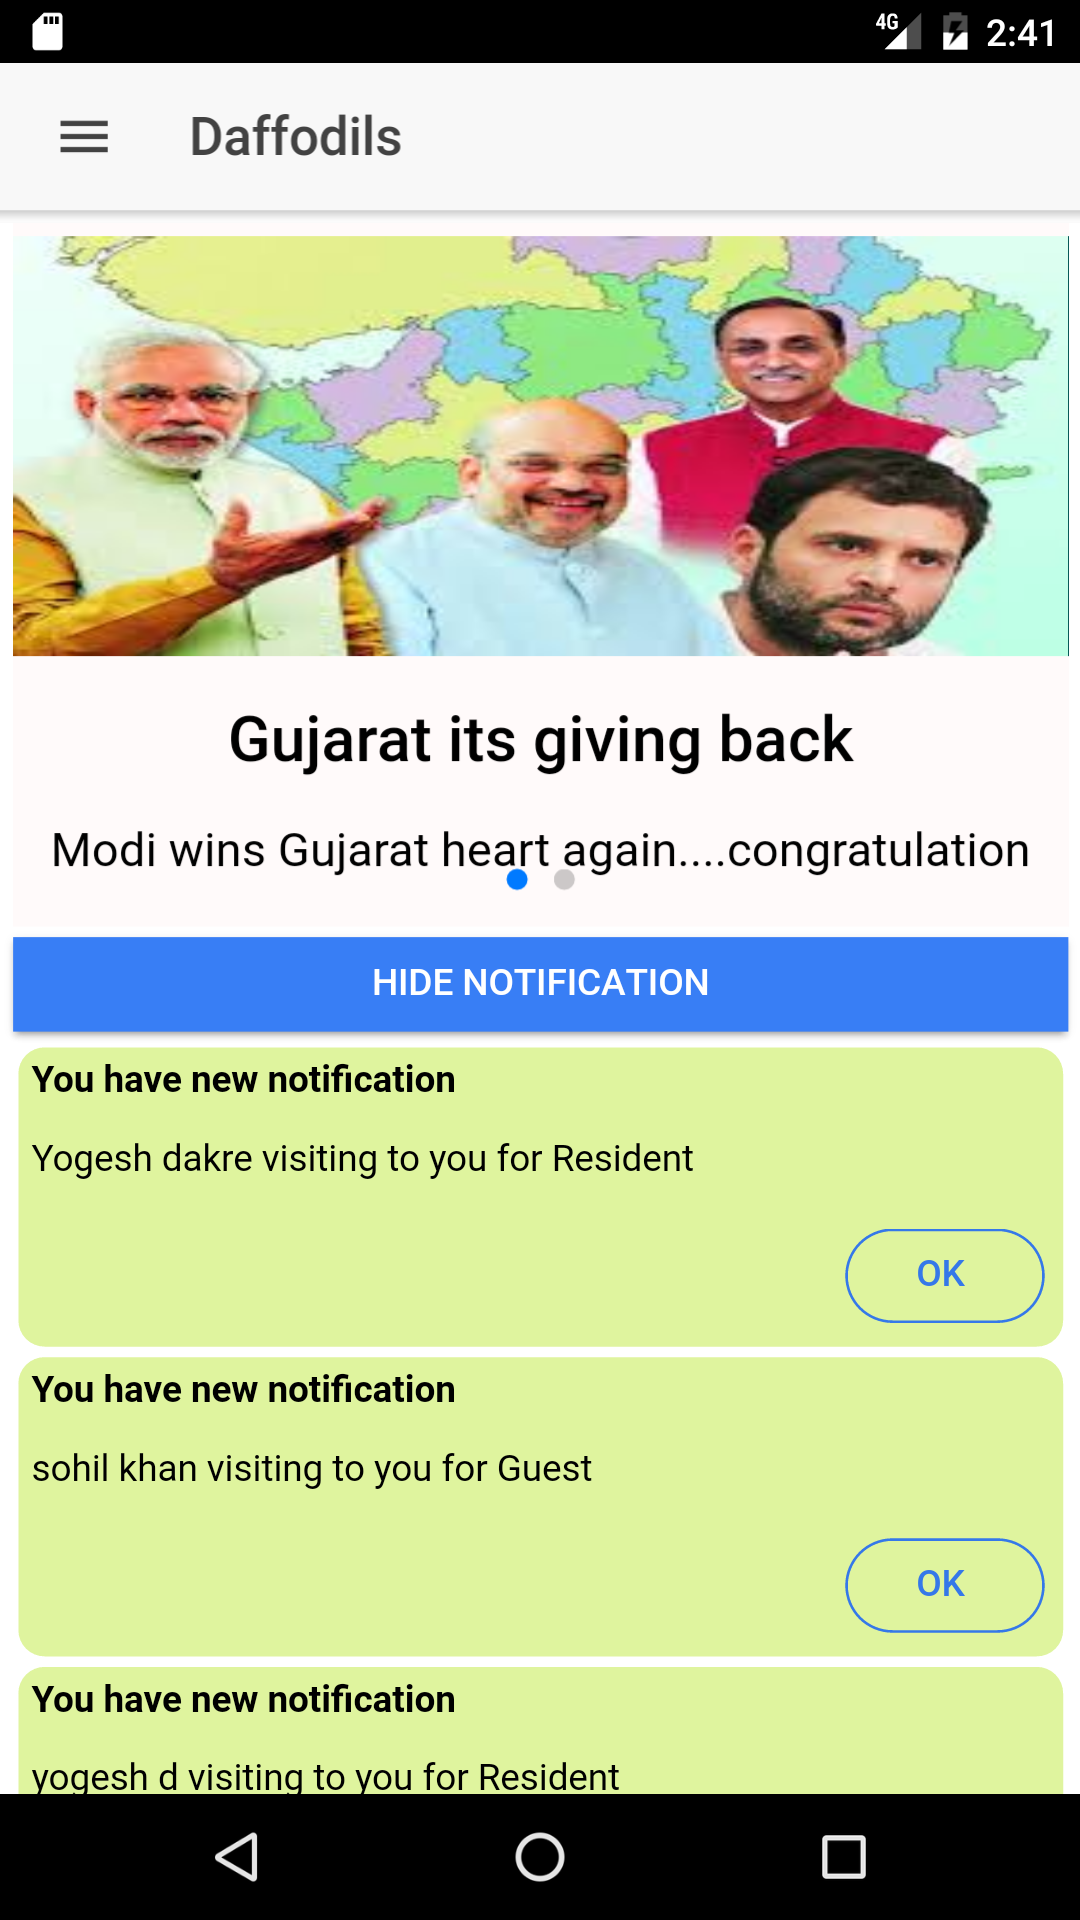 4G 2:41
Daffodils
Gujarat its giving back
Modi wins Gujarat heart again....congratulation
HIDE NOTIFICATION
You have new notification
Yogesh dakre visiting to you for Resident
OK
You have new notification
sohil khan visiting to you for Guest
OK
You have new notification
yogesh d visiting to you for Resident